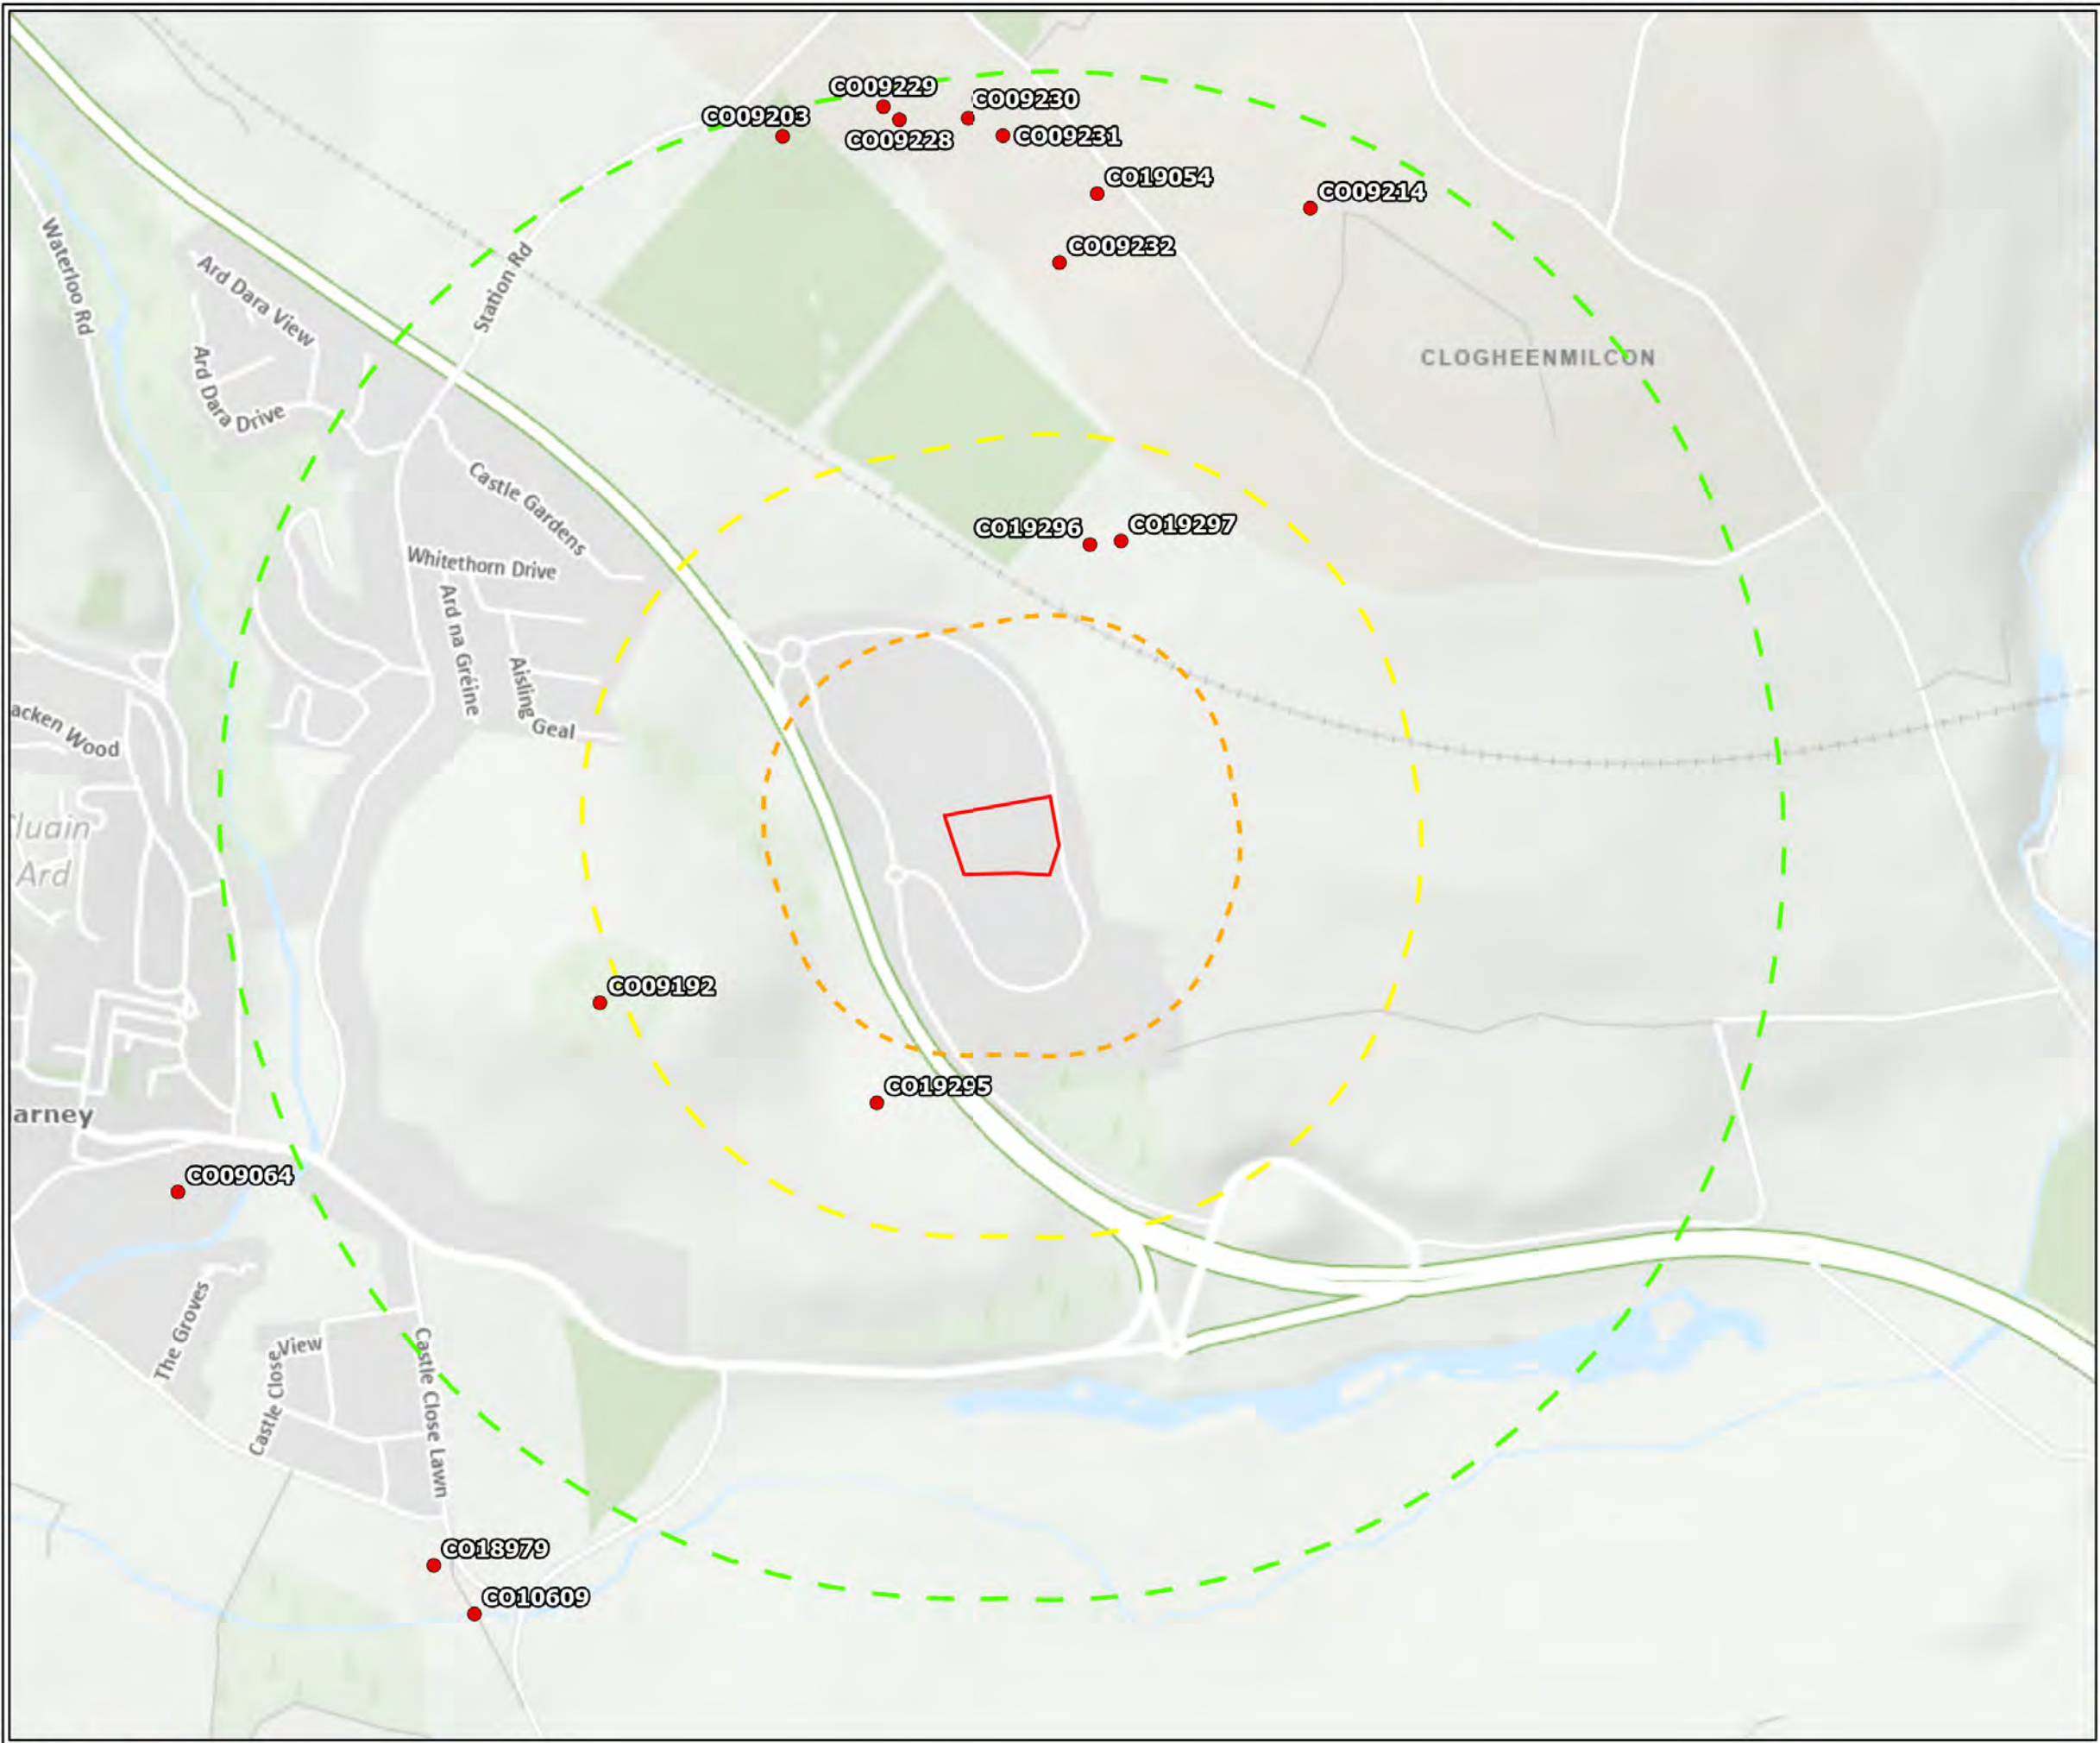 CO09229
CO09230
CO09203
CO09228
CO09231
CO19054
CO09214
CO09232
Waterloo Rd
Station Rd
Ard Dara View
Ard Dara Drive
CLOGHEENMILCON
Castle Gardens
CO19296
CO19297
Whitethorn Drive
Ard na Gréine
Aisling
Geal
acken Wood
luain
Ard
CO09192
CO19295
arney
CO09064
The Groves
View
Castle Close
Castle Close Lawn
CO18979
CO10609